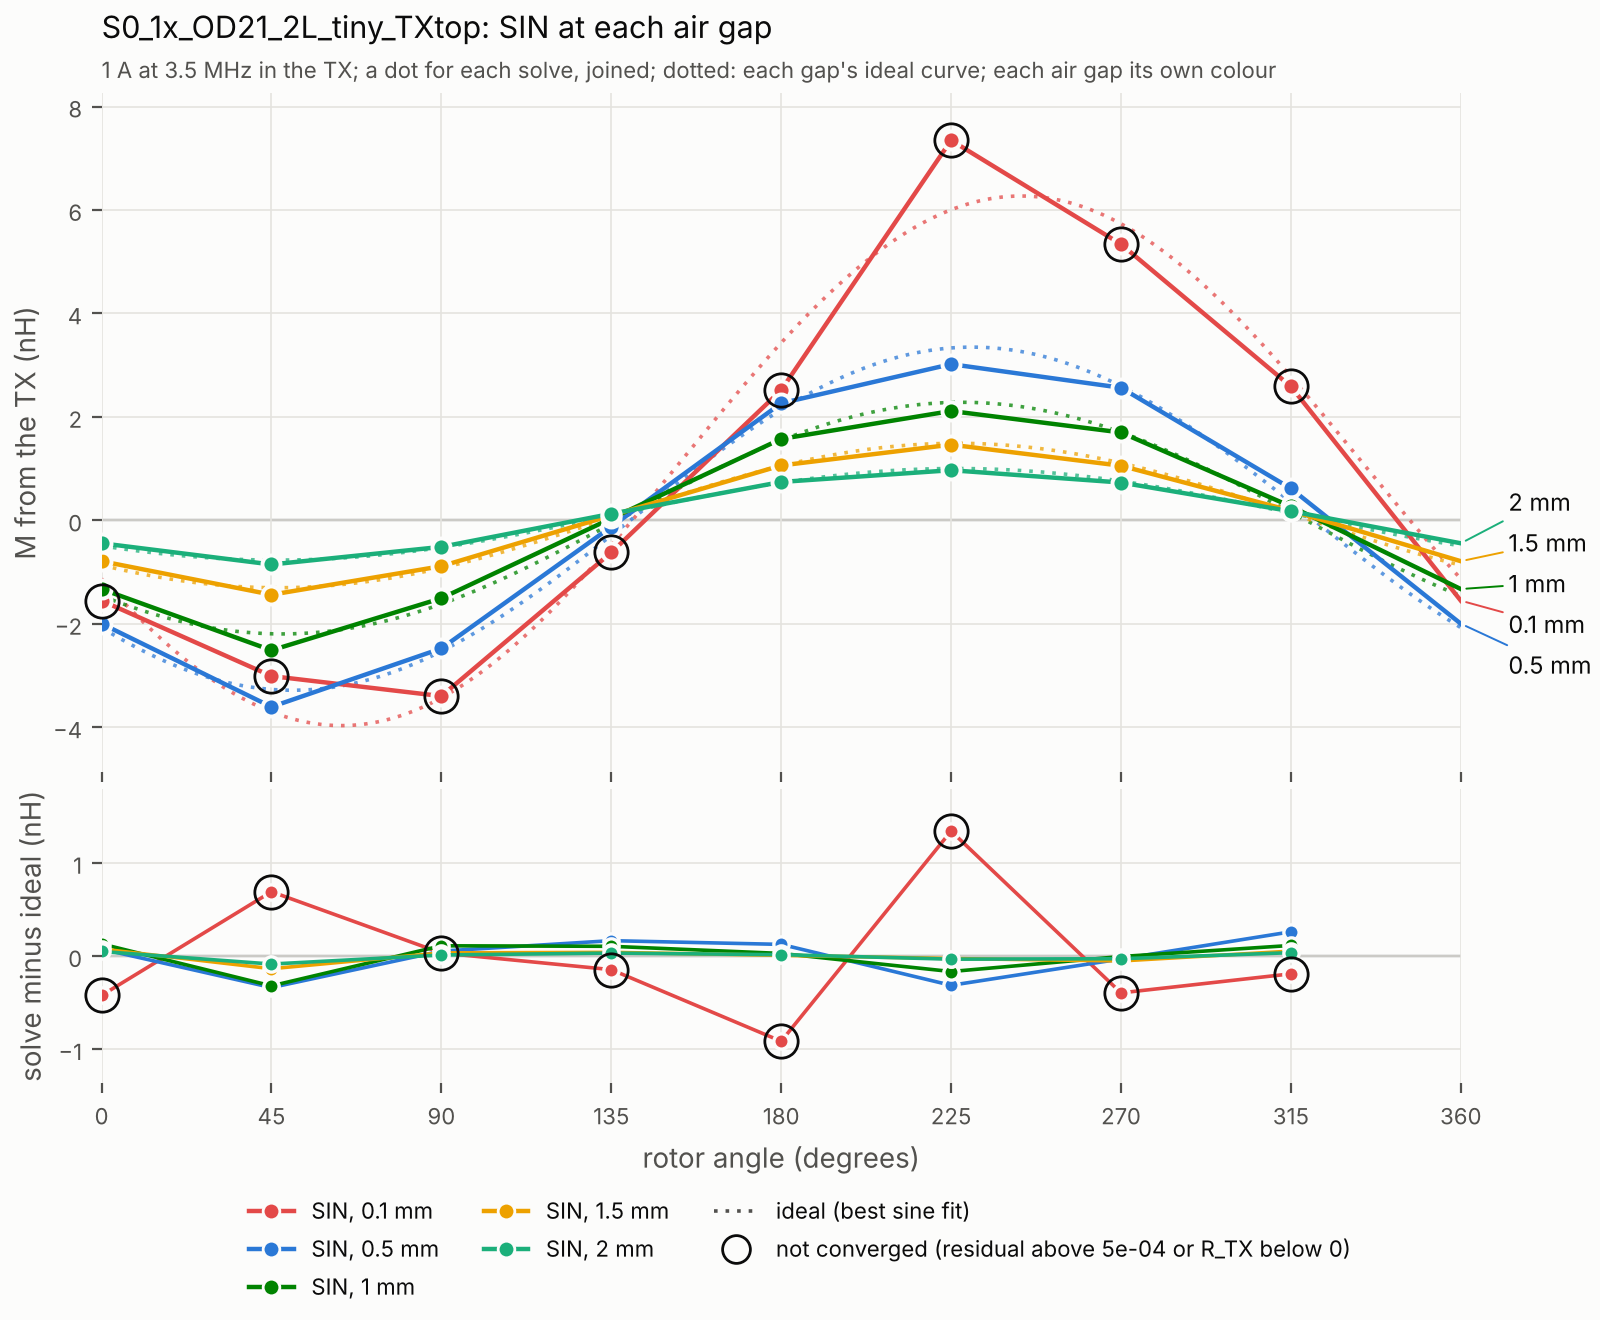 S0_1x_OD21_2L_tiny_TXtop: SIN at each air gap
1 A at 3.5 MHz in the TX; a dot for each solve, joined; dotted: each gap's ideal curve; each air gap its own colour
M from the TX (nH)
8
6
4
2
0
−2
−4
2 mm
1.5 mm
1 mm
0.1 mm
0.5 mm
solve minus ideal (nH)
1
0
−1
0 45 90 135 180 225 270 315 360
rotor angle (degrees)
SIN, 0.1 mm SIN, 1.5 mm ideal (best sine fit)
SIN, 0.5 mm SIN, 2 mm not converged (residual above 5e-04 or R_TX below 0)
SIN, 1 mm